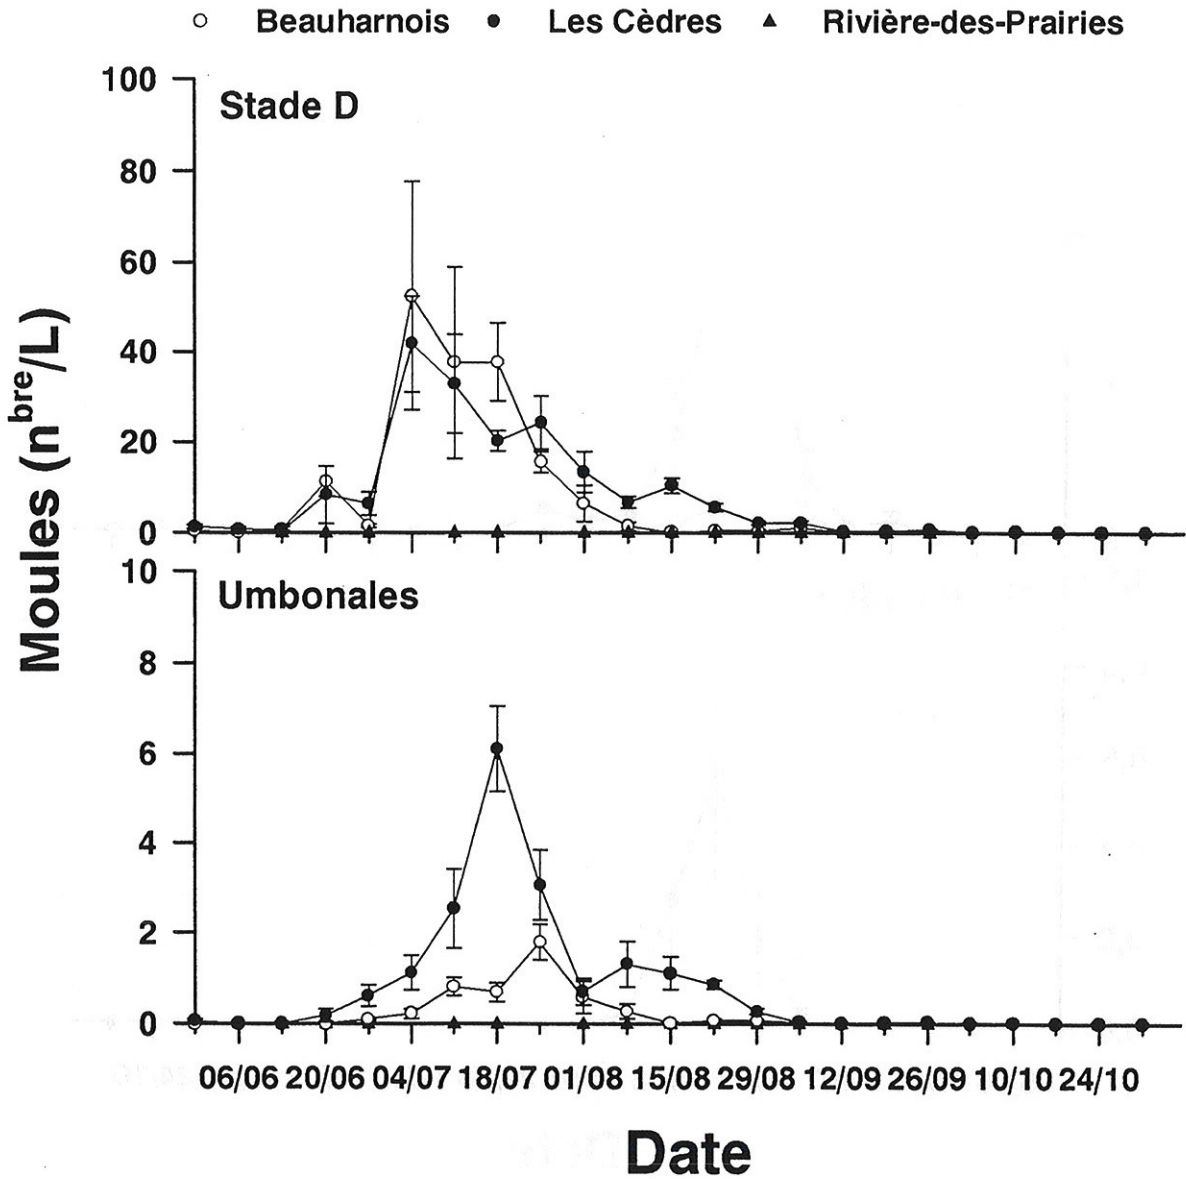 Beauharnois Les Cèdres Rivière-des-Prairies
100
Stade D
80
60
40
20
0
Moules (nbre/L)
10
Umbonales
8
6
4
2
0
06/06 20/06 04/07 18/07 01/08 15/08 29/08 12/09 26/09 10/10 24/10
Date